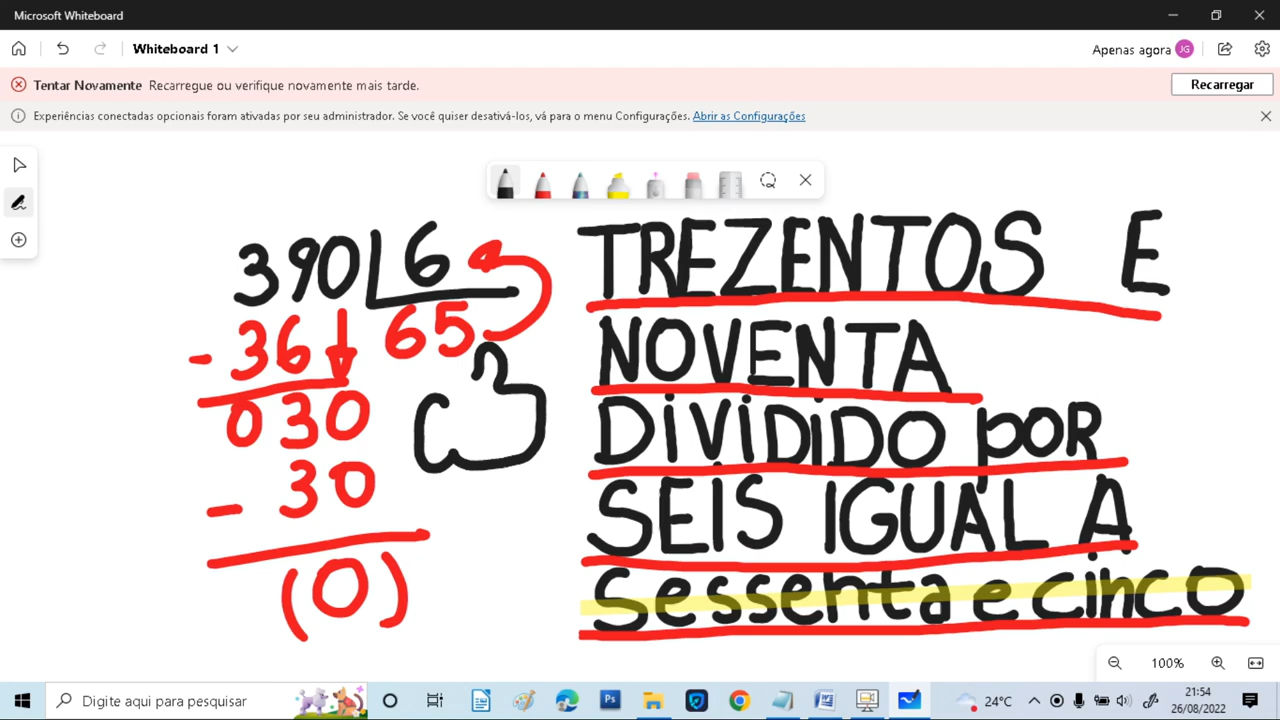 Microsoft Whiteboard
Whiteboard 1
Apenas agora JG
Tentar Novamente Recarregue ou verifique novamente mais tarde.
Recarregar
Experiências conectadas opcionais foram ativadas por seu administrador. Se você quiser desativá-los, vá para o menu Configurações. Abrir as Configurações
390 6
- 36 65
030
- 30
(0)
TREZENTOS E
NOVENTA
DiViDiDO pOR
SEIS IGUAL A
Sessenta e cinco
100%
Digite aqui para pesquisar
Ps
W
24°C
21:54
26/08/2022